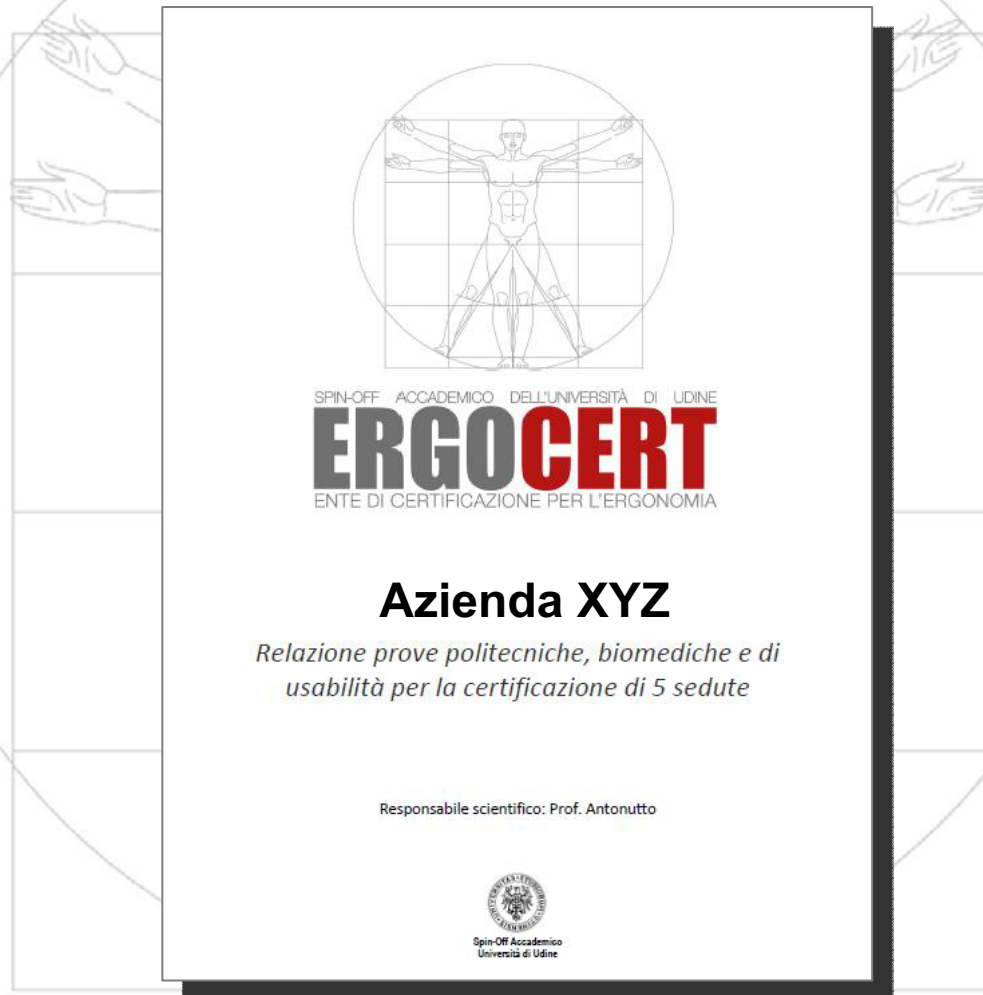 SPIN-OFF ACCADEMICO DELL'UNIVERSITÀ DI UDINE
ERGOCERT
ENTE DI CERTIFICAZIONE PER L'ERGONOMIA
Azienda XYZ
Relazione prove politecniche, biomediche e di
usabilità per la certificazione di 5 sedute
Responsabile scientifico: Prof. Antonutto
Spin-Off Accademico
Università di Udine